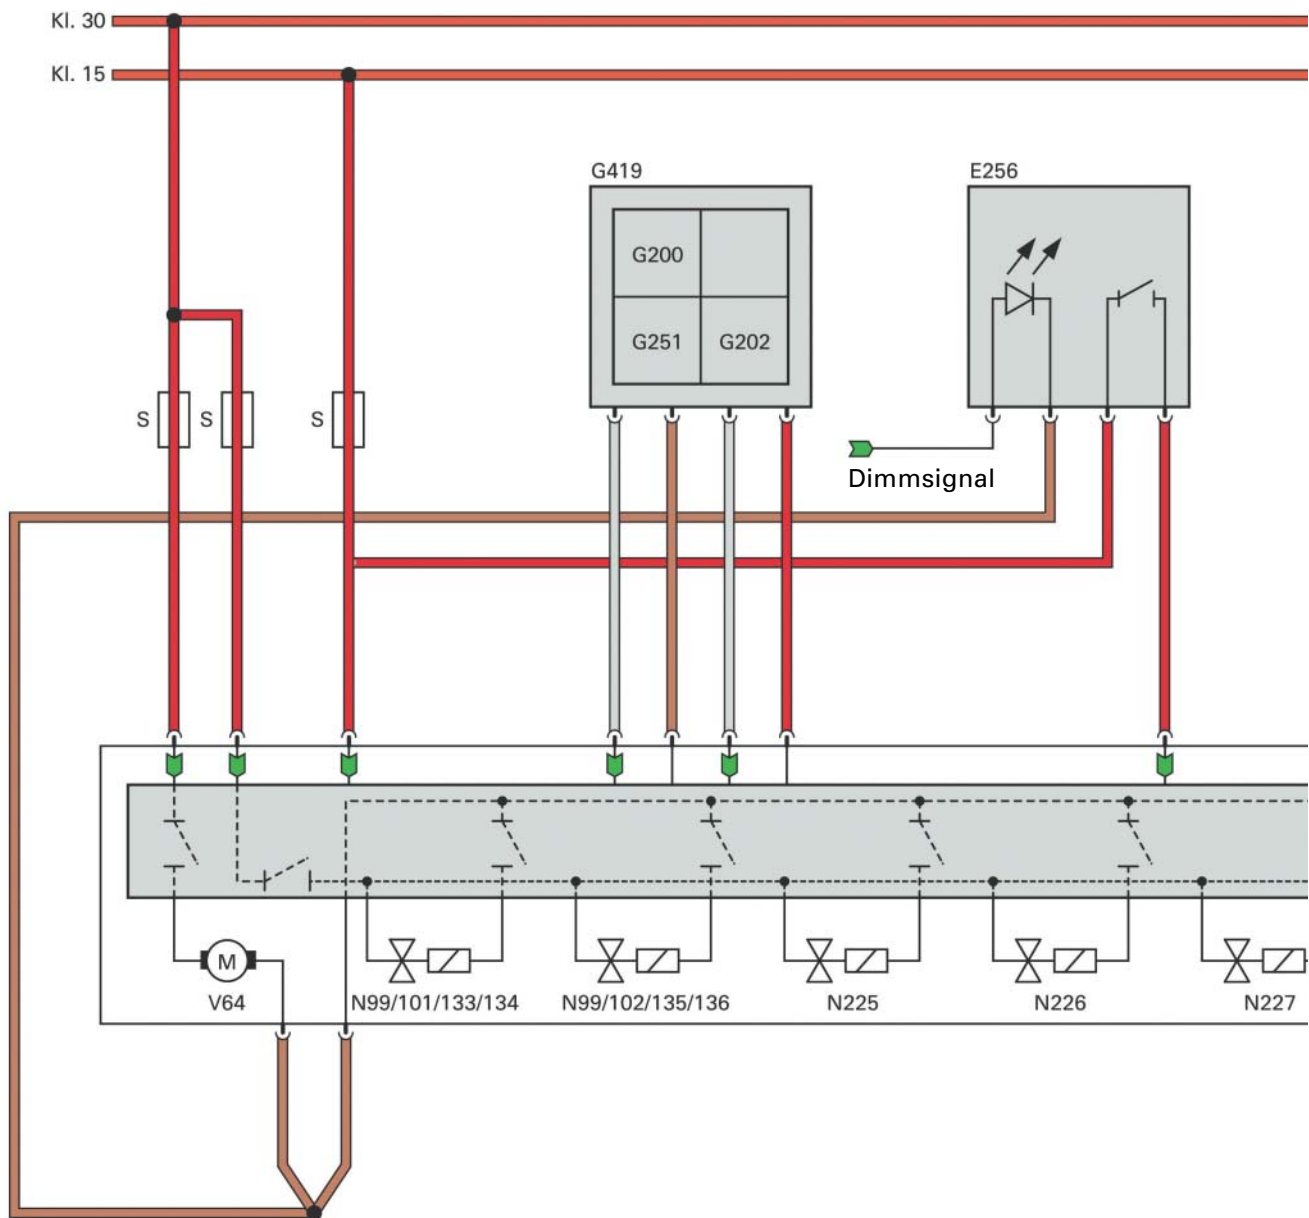 Kl. 30
Kl. 15
G419
E256
G200
G251 G202
S S S
Dimmsignal
M
V64 N99/101/133/134 N99/102/135/136 N225 N226 N227